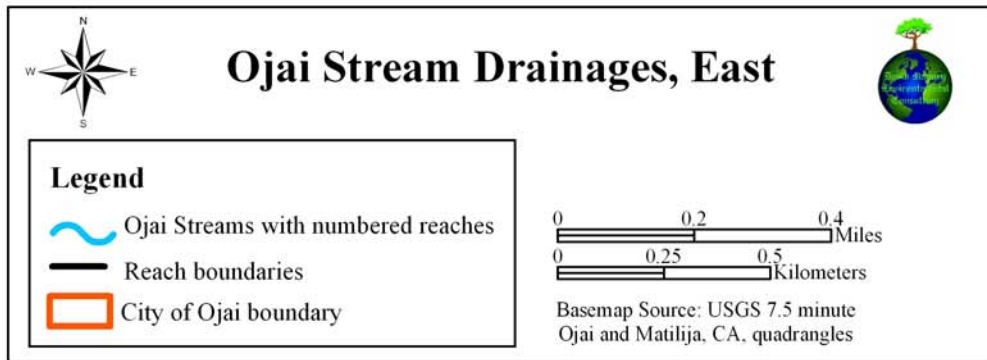 N
W E
S
Ojai Stream Drainages, East
Environmental
Consulting
Legend
Ojai Streams with numbered reaches
Reach boundaries
City of Ojai boundary
0 0.2 0.4
Miles
0 0.25 0.5
Kilometers
Basemap Source: USGS 7.5 minute
Ojai and Matilija, CA, quadrangles